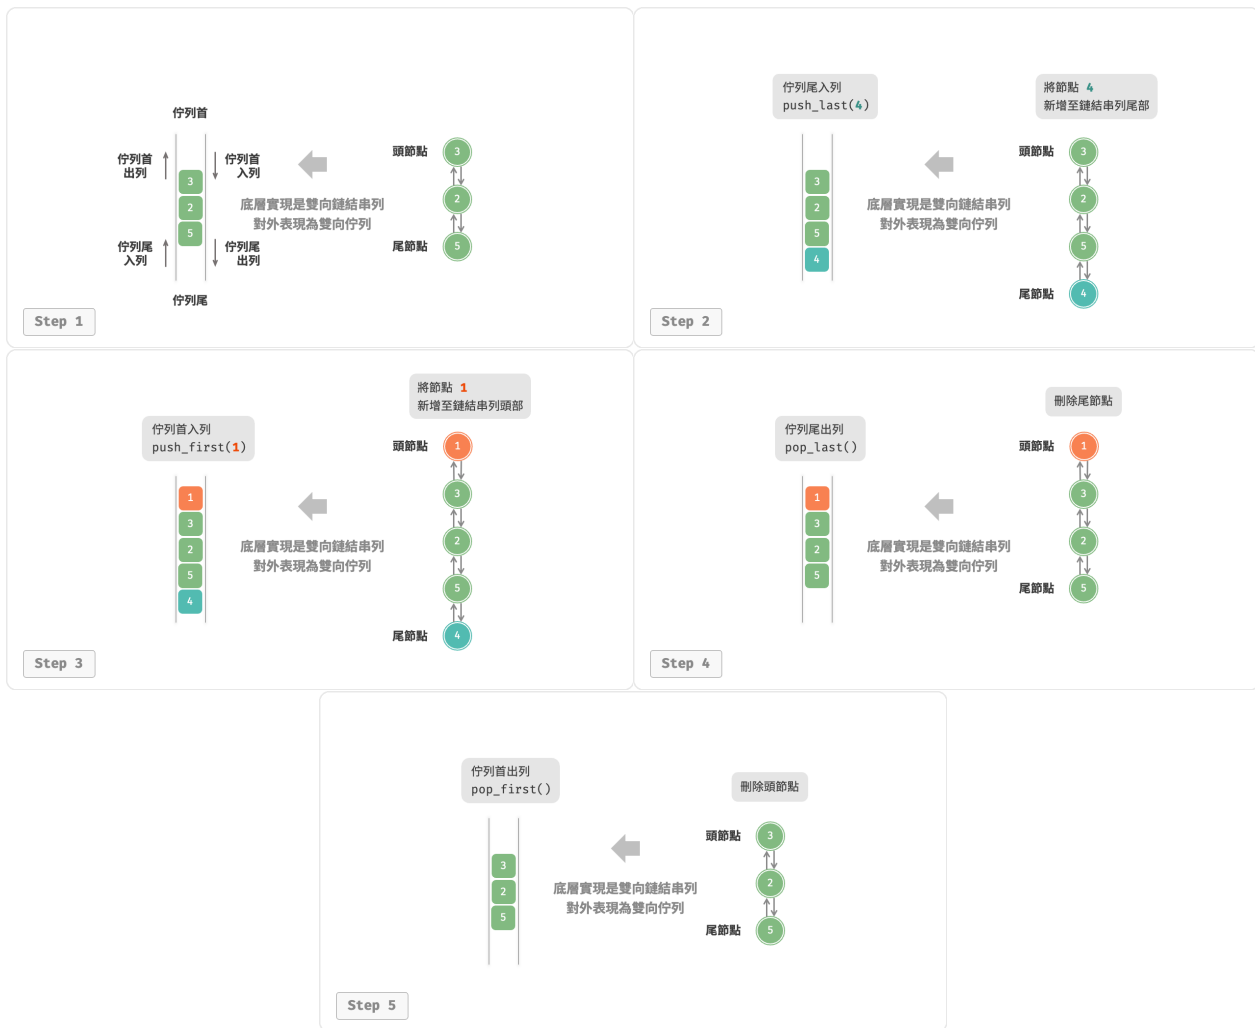 佇列首
佇列首
出列
佇列首
入列
3
2
5
佇列尾
入列
佇列尾
出列
佇列尾
底層實現是雙向鏈結串列
對外表現為雙向佇列
頭節點
3
2
尾節點
5
Step 1
佇列尾入列
push_last(4)
3
2
5
4
底層實現是雙向鏈結串列
對外表現為雙向佇列
將節點 4
新增至鏈結串列尾部
頭節點
3
2
5
尾節點
4
Step 2
佇列首入列
push_first(1)
1
3
2
5
4
底層實現是雙向鏈結串列
對外表現為雙向佇列
將節點 1
新增至鏈結串列頭部
頭節點
1
3
2
5
尾節點
4
Step 3
佇列尾出列
pop_last()
1
3
2
5
底層實現是雙向鏈結串列
對外表現為雙向佇列
刪除尾節點
頭節點
1
3
2
尾節點
5
Step 4
佇列首出列
pop_first()
3
2
5
底層實現是雙向鏈結串列
對外表現為雙向佇列
刪除頭節點
頭節點
3
2
尾節點
5
Step 5